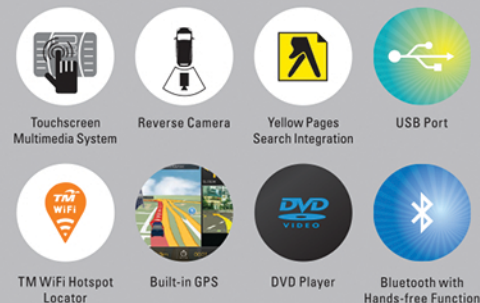 Touchscreen
Multimedia System
Reverse Camera
Yellow Pages
Search Integration
USB Port
TM
WiFi
DVD
VIDEO
TM WiFi Hotspot
Locator
Built-in GPS
DVD Player
Bluetooth with
Hands-free Function